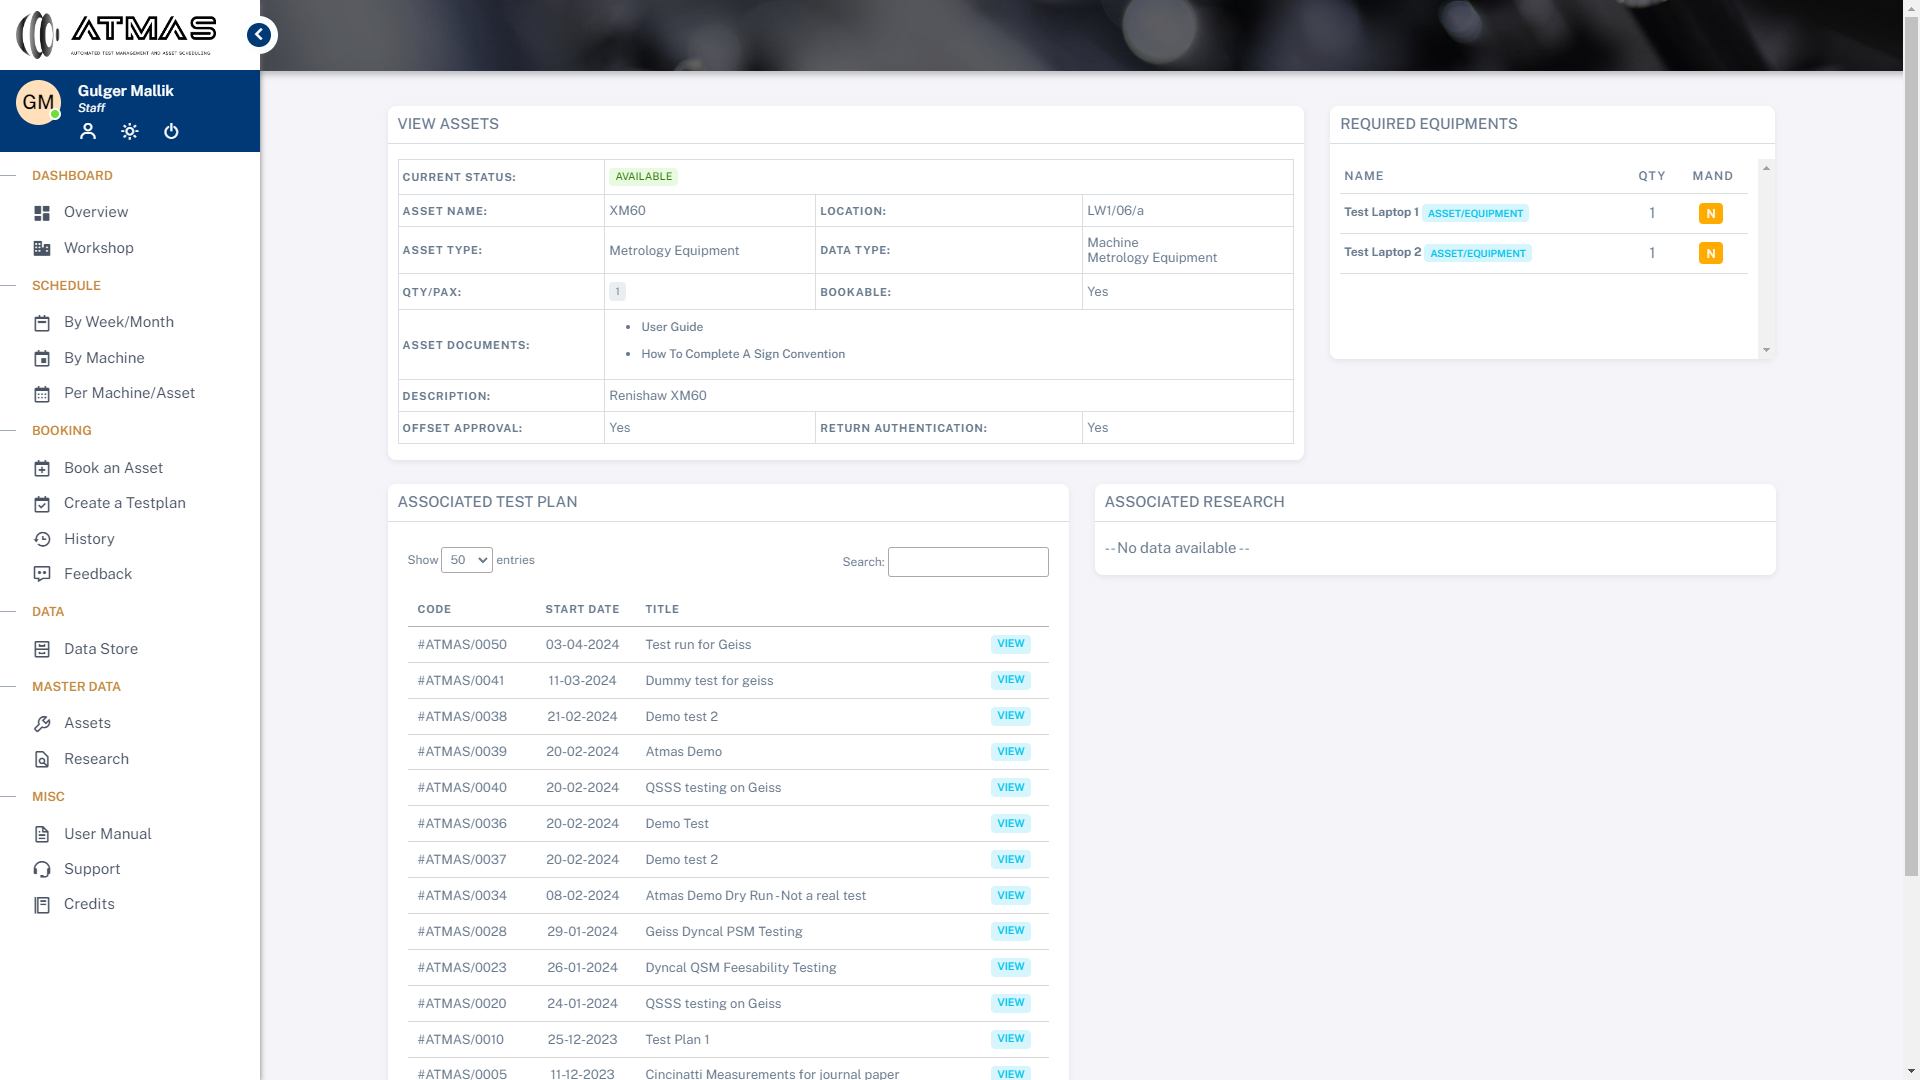 ATMAS
AUTOMATED TEST MANAGEMENT AND ASSET SCHEDULING
GM
Gulger Mallik
Staff
DASHBOARD
Overview
Workshop
SCHEDULE
By Week/Month
By Machine
Per Machine/Asset
BOOKING
Book an Asset
Create a Testplan
History
Feedback
DATA
Data Store
MASTER DATA
Assets
Research
MISC
User Manual
Support
Credits
VIEW ASSETS
CURRENT STATUS: AVAILABLE
ASSET NAME: XM60 LOCATION: LW1/06/a
ASSET TYPE: Metrology Equipment DATA TYPE: Machine
Metrology Equipment
QTY/PAX: 1 BOOKABLE: Yes
ASSET DOCUMENTS:
• User Guide
• How To Complete A Sign Convention
DESCRIPTION: Renishaw XM60
OFFSET APPROVAL: Yes RETURN AUTHENTICATION: Yes
REQUIRED EQUIPMENTS
NAME QTY MAND
Test Laptop 1 ASSET/EQUIPMENT 1 N
Test Laptop 2 ASSET/EQUIPMENT 1 N
ASSOCIATED TEST PLAN
Show 50 entries Search:
CODE START DATE TITLE
#ATMAS/0050 03-04-2024 Test run for Geiss VIEW
#ATMAS/0041 11-03-2024 Dummy test for geiss VIEW
#ATMAS/0038 21-02-2024 Demo test 2 VIEW
#ATMAS/0039 20-02-2024 Atmas Demo VIEW
#ATMAS/0040 20-02-2024 QSSS testing on Geiss VIEW
#ATMAS/0036 20-02-2024 Demo Test VIEW
#ATMAS/0037 20-02-2024 Demo test 2 VIEW
#ATMAS/0034 08-02-2024 Atmas Demo Dry Run - Not a real test VIEW
#ATMAS/0028 29-01-2024 Geiss Dyncal PSM Testing VIEW
#ATMAS/0023 26-01-2024 Dyncal QSM Feesability Testing VIEW
#ATMAS/0020 24-01-2024 QSSS testing on Geiss VIEW
#ATMAS/0010 25-12-2023 Test Plan 1 VIEW
#ATMAS/0005 11-12-2023 Cincinatti Measurements for journal paper VIEW
ASSOCIATED RESEARCH
-- No data available --